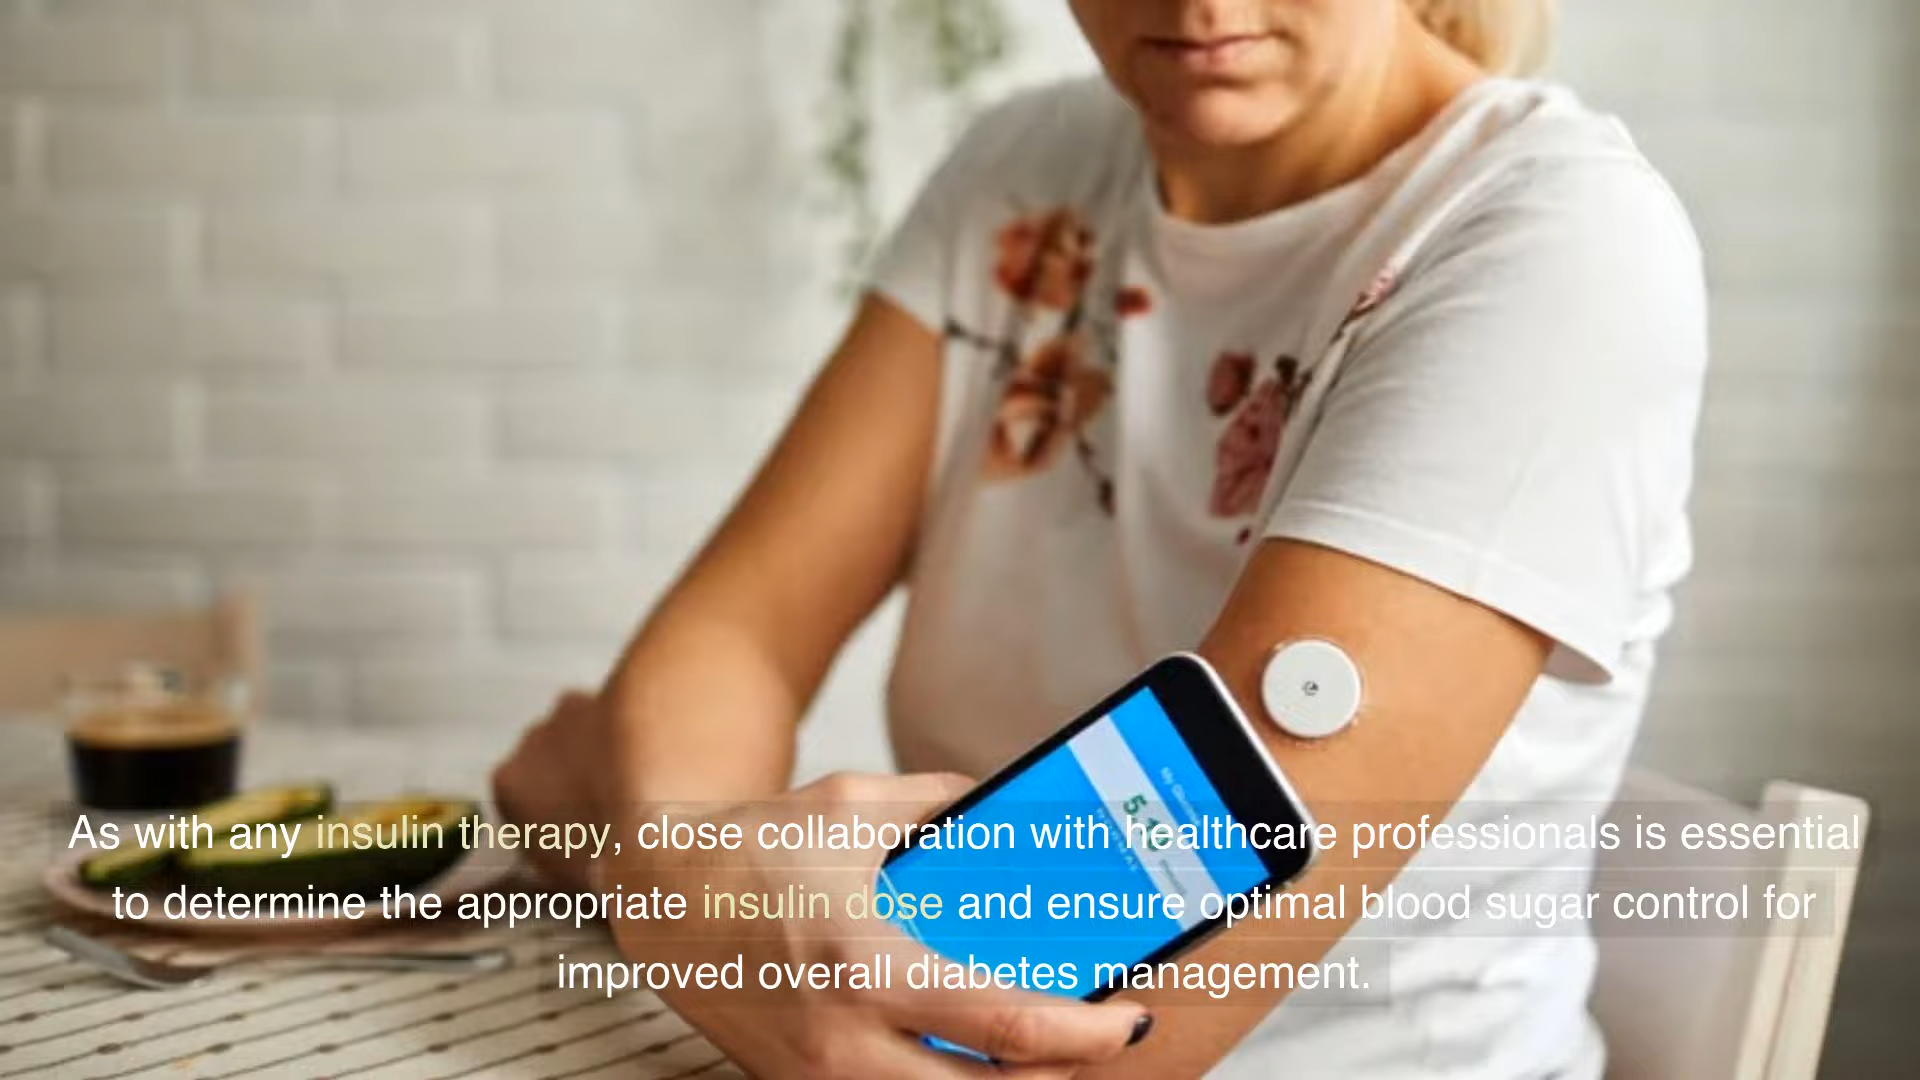 As with any insulin therapy, close collaboration with healthcare professionals is essential
to determine the appropriate insulin dose and ensure optimal blood sugar control for
improved overall diabetes management.